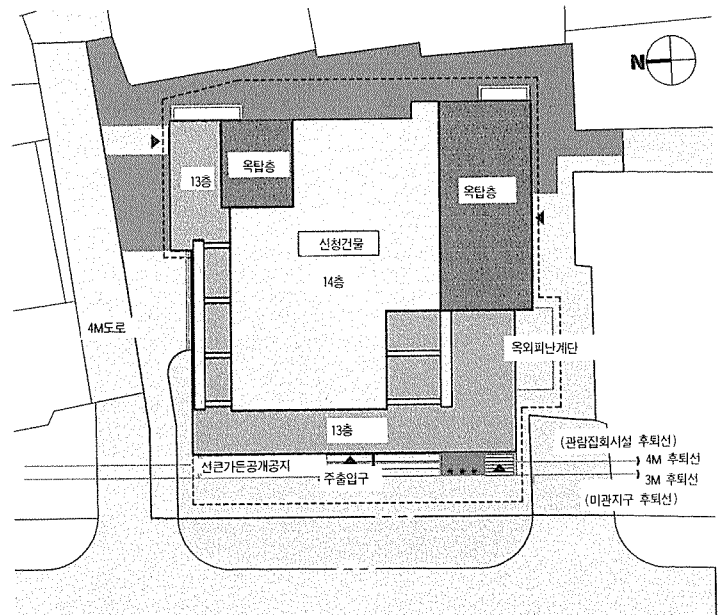 N
옥탑층
13층
옥탑층
신청건물
14층
4M도로
옥외피난계단
13층
(관람집회시설 후퇴선)
4M 후퇴선
선큰가든공개공지
주출입구
3M 후퇴선
(미관지구 후퇴선)